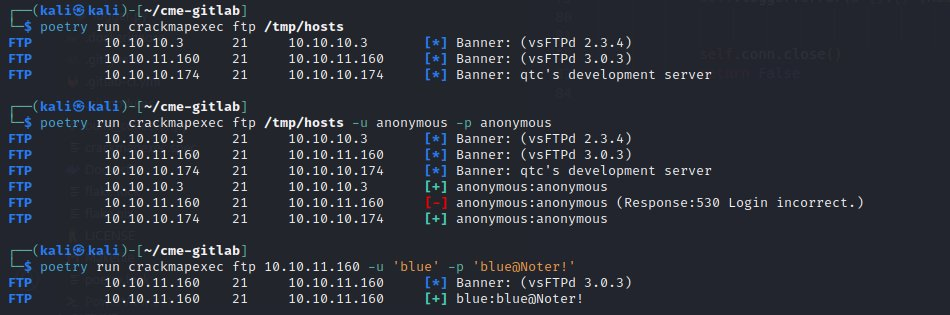 ┌──(kali㉿kali)-[~/cme-gitlab]
└─$ poetry run crackmapexec ftp /tmp/hosts
FTP 10.10.10.3 21 10.10.10.3 [*] Banner: (vsFTPd 2.3.4)
FTP 10.10.11.160 21 10.10.11.160 [*] Banner: (vsFTPd 3.0.3)
FTP 10.10.10.174 21 10.10.10.174 [*] Banner: qtc's development server
┌──(kali㉿kali)-[~/cme-gitlab]
└─$ poetry run crackmapexec ftp /tmp/hosts -u anonymous -p anonymous
FTP 10.10.10.3 21 10.10.10.3 [*] Banner: (vsFTPd 2.3.4)
FTP 10.10.11.160 21 10.10.11.160 [*] Banner: (vsFTPd 3.0.3)
FTP 10.10.10.174 21 10.10.10.174 [*] Banner: qtc's development server
FTP 10.10.10.3 21 10.10.10.3 [+] anonymous:anonymous
FTP 10.10.11.160 21 10.10.11.160 [-] anonymous:anonymous (Response:530 Login incorrect.)
FTP 10.10.10.174 21 10.10.10.174 [+] anonymous:anonymous
┌──(kali㉿kali)-[~/cme-gitlab]
└─$ poetry run crackmapexec ftp 10.10.11.160 -u 'blue' -p 'blue@Noter!'
FTP 10.10.11.160 21 10.10.11.160 [*] Banner: (vsFTPd 3.0.3)
FTP 10.10.11.160 21 10.10.11.160 [+] blue:blue@Noter!
self.conn.close()
return False
84
LICENSE